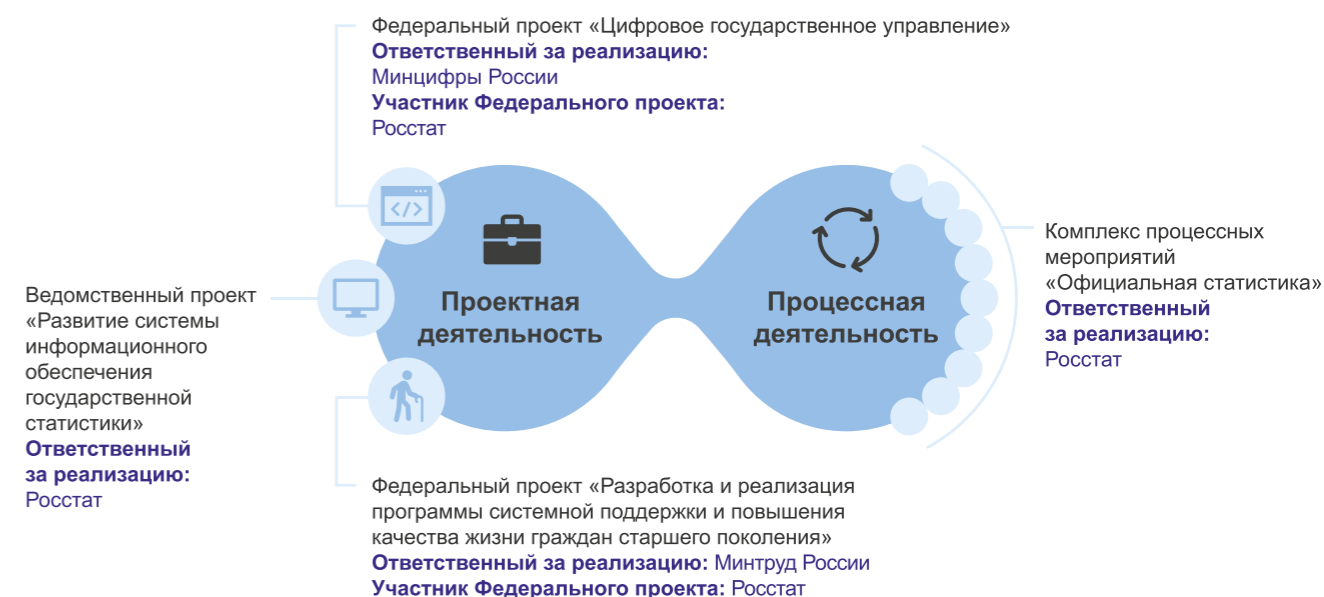 Федеральный проект «Цифровое государственное управление»
Ответственный за реализацию:
Минцифры России
Участник Федерального проекта:
Росстат
</>
Проектная
деятельность
Процессная
деятельность
Ведомственный проект
«Развитие системы
информационного
обеспечения
государственной
статистики»
Ответственный
за реализацию:
Росстат
Комплекс процессных
мероприятий
«Официальная статистика»
Ответственный
за реализацию:
Росстат
Федеральный проект «Разработка и реализация
программы системной поддержки и повышения
качества жизни граждан старшего поколения»
Ответственный за реализацию: Минтруд России
Участник Федерального проекта: Росстат